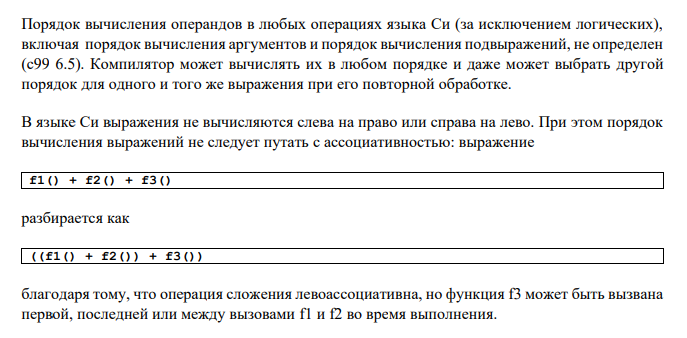 Порядок вычисления операндов в любых операциях языка Си (за исключением логических),
включая порядок вычисления аргументов и порядок вычисления подвыражений, не определен
(с99 6.5). Компилятор может вычислять их в любом порядке и даже может выбрать другой
порядок для одного и того же выражения при его повторной обработке.
В языке Си выражения не вычисляются слева на право или справа на лево. При этом порядок
вычисления выражений не следует путать с ассоциативностью: выражение
f1() + f2() + f3()
разбирается как
((f1() + f2()) + f3())
благодаря тому, что операция сложения левоассоциативна, но функция f3 может быть вызвана
первой, последней или между вызовами f1 и f2 во время выполнения.